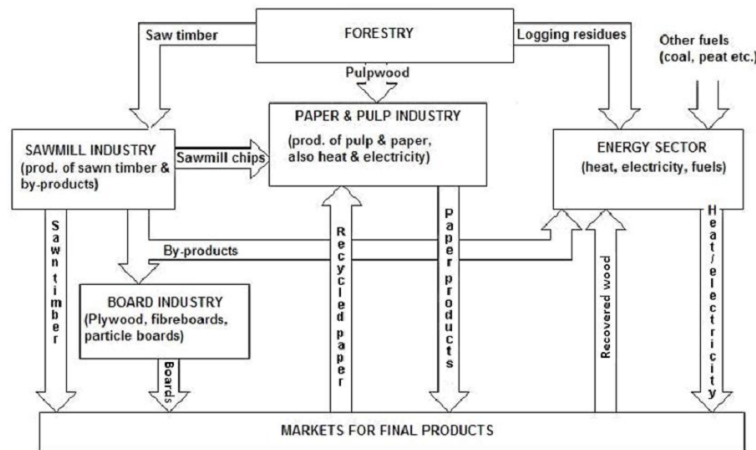 FORESTRY
Saw timber
Logging residues
Other fuels
(coal, peat etc.)
Pulpwood
PAPER & PULP INDUSTRY
(prod. of pulp & paper,
also heat & electricity)
SAWMILL INDUSTRY
(prod. of sawn timber &
by-products)
Sawmill chips
ENERGY SECTOR
(heat, electricity, fuels)
Sawn timber
By-products
Recycled paper
Paper products
Recovered wood
Heat/electricity
BOARD INDUSTRY
(Plywood, fibreboards,
particle boards)
Boards
MARKETS FOR FINAL PRODUCTS